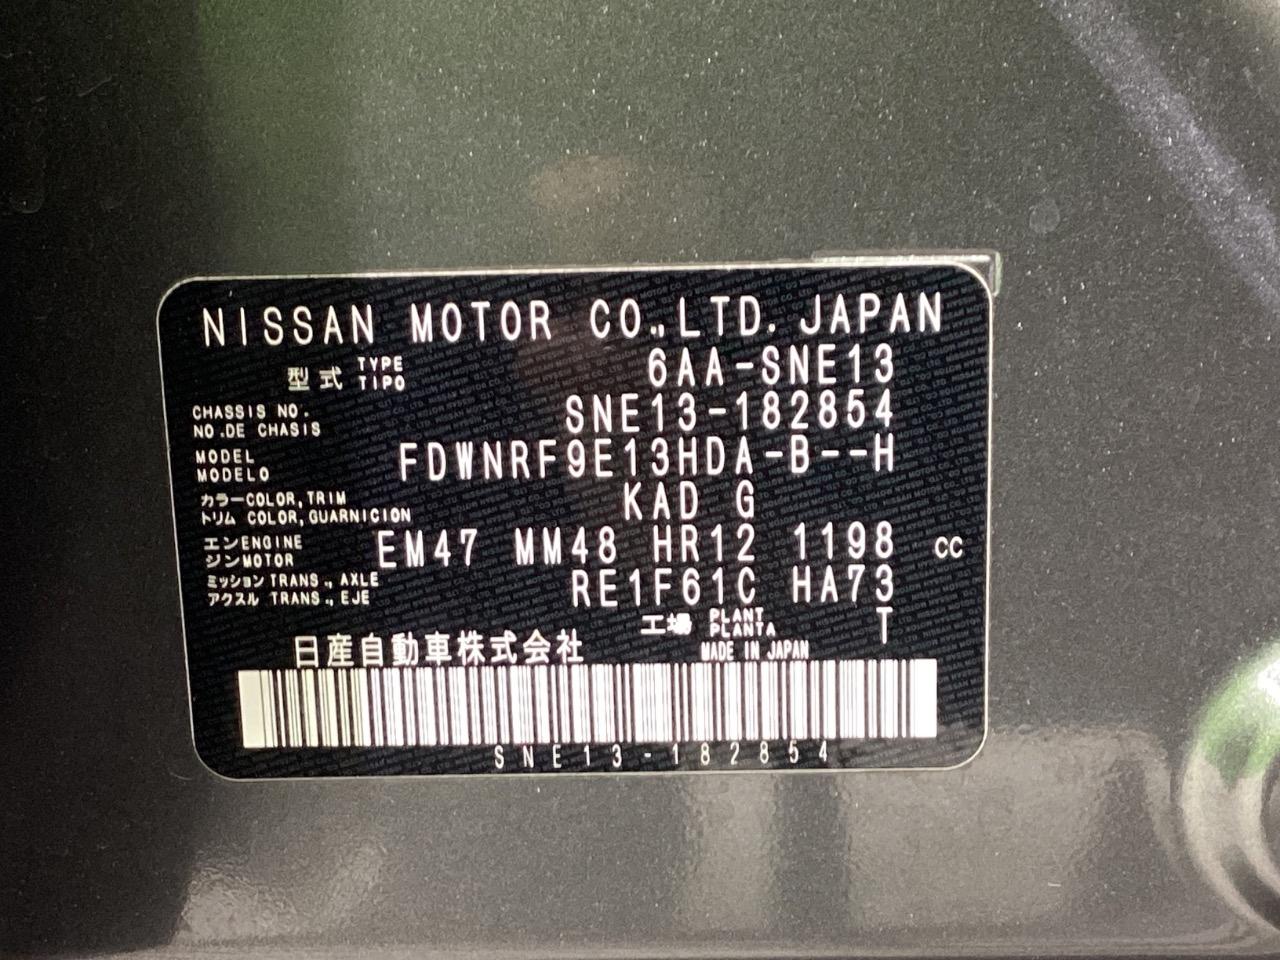 NISSAN MOTOR CO.,LTD. JAPAN
型式 TYPE TIPO 6AA-SNE13
CHASSIS NO. NO.DE CHASIS SNE13-182854
MODEL MODELO FDWNRF9E13HDA-B--H
カラー COLOR,TRIM トリム COLOR,GUARNICION KAD G
エンジン ENGINE MOTOR EM47 MM48 HR12 1198 CC
ミッション TRANS., AXLE アクスル TRANS., EJE RE1F61C HA73
工場 PLANT PLANTA T
日産自動車株式会社 MADE IN JAPAN
SNE13-182854